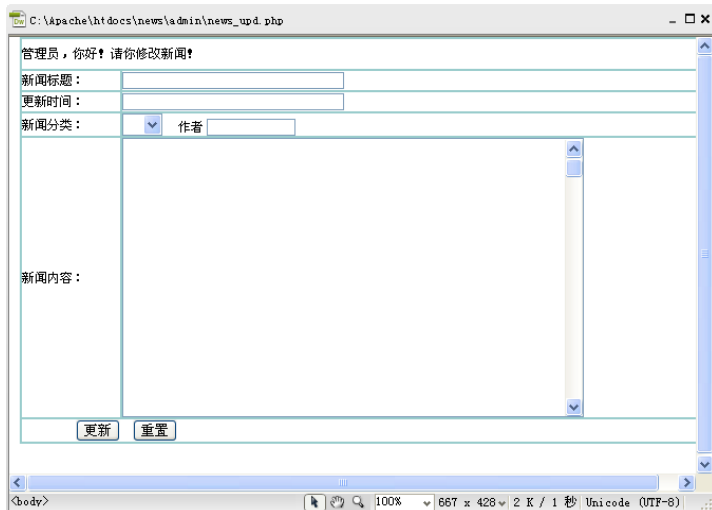 C:\Apache\htdocs\news\admin\news_upd.php
管理员，你好！请你修改新闻！
新闻标题：
更新时间：
新闻分类： 作者
新闻内容：
更新 重置
<body> 100% 667 x 428 2 K / 1 秒 Unicode (UTF-8)